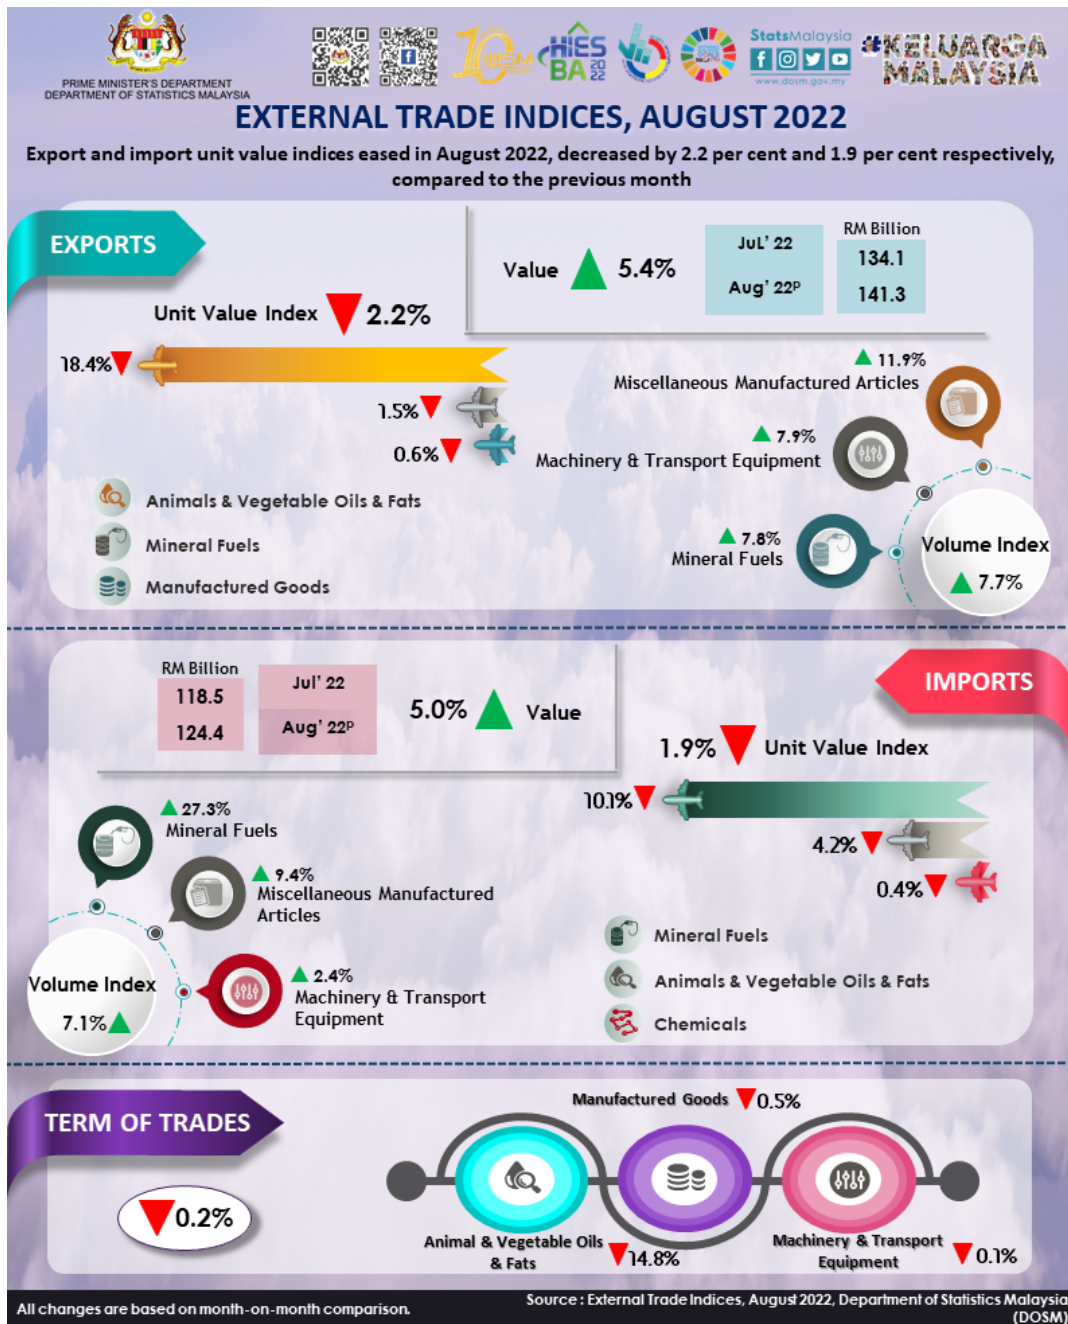 PRIME MINISTER'S DEPARTMENT
DEPARTMENT OF STATISTICS MALAYSIA
10 DOSM
HIES
BA 2022
StatsMalaysia
www.dosm.gov.my
#KELUARGA
MALAYSIA
EXTERNAL TRADE INDICES, AUGUST 2022
Export and import unit value indices eased in August 2022, decreased by 2.2 per cent and 1.9 per cent respectively,
compared to the previous month
EXPORTS
Value 5.4%
JuL' 22
Aug' 22p
RM Billion
134.1
141.3
Unit Value Index 2.2%
18.4%
1.5%
0.6%
Animals & Vegetable Oils & Fats
Mineral Fuels
Manufactured Goods
11.9%
Miscellaneous Manufactured Articles
7.9%
Machinery & Transport Equipment
7.8%
Mineral Fuels
Volume Index
7.7%
IMPORTS
RM Billion
118.5
124.4
Jul' 22
Aug' 22p
5.0% Value
1.9% Unit Value Index
10.1%
4.2%
0.4%
Mineral Fuels
Animals & Vegetable Oils & Fats
Chemicals
27.3%
Mineral Fuels
9.4%
Miscellaneous Manufactured
Articles
2.4%
Machinery & Transport
Equipment
Volume Index
7.1%
TERM OF TRADES
0.2%
Manufactured Goods 0.5%
Animal & Vegetable Oils
& Fats
14.8%
Machinery & Transport
Equipment
0.1%
All changes are based on month-on-month comparison.
Source : External Trade Indices, August 2022, Department of Statistics Malaysia
(DOSM)